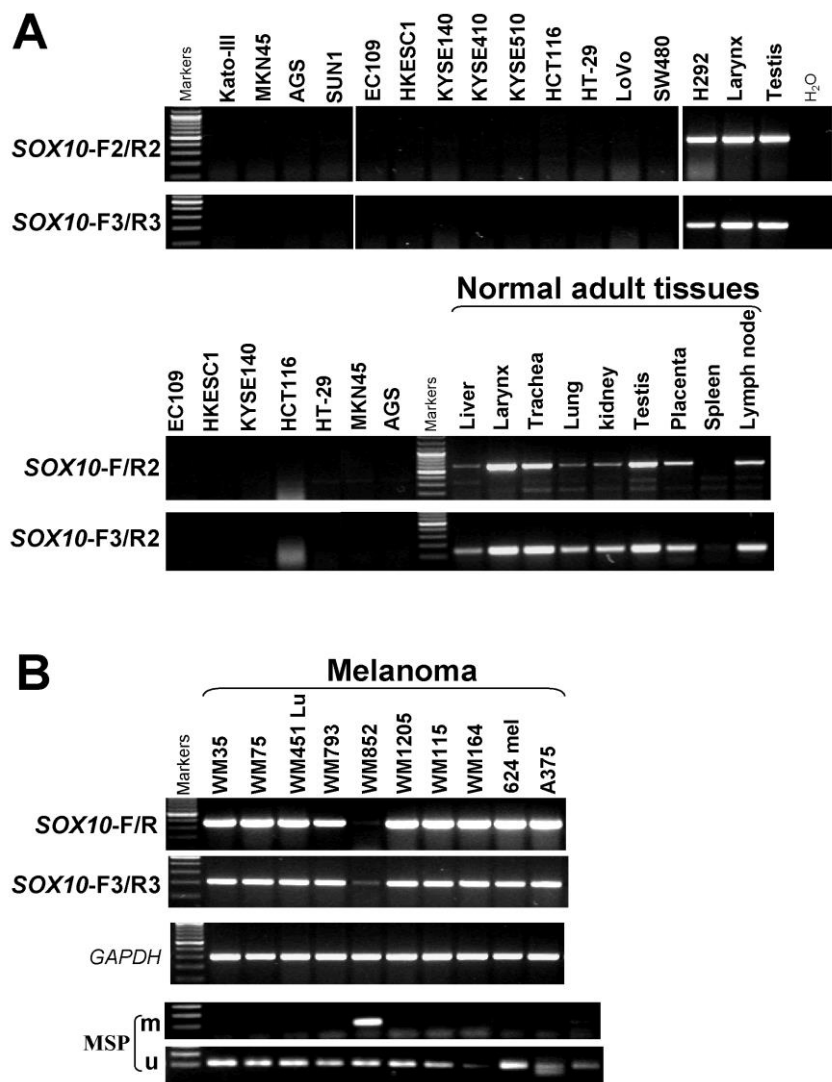 A
Markers Kato-III MKN45 AGS SUN1 EC109 HKESC1 KYSE140 KYSE410 KYSE510 HCT116 HT-29 LoVo SW480 H292 Larynx Testis H₂O
SOX10-F2/R2
SOX10-F3/R3
Normal adult tissues
EC109 HKESC1 KYSE140 HCT116 HT-29 MKN45 AGS Markers Liver Larynx Trachea Lung kidney Testis Placenta Spleen Lymph node
SOX10-F/R2
SOX10-F3/R2
B
Melanoma
Markers WM35 WM75 WM451 Lu WM793 WM852 WM1205 WM115 WM164 624 mel A375
SOX10-F/R
SOX10-F3/R3
GAPDH
MSP
m
u